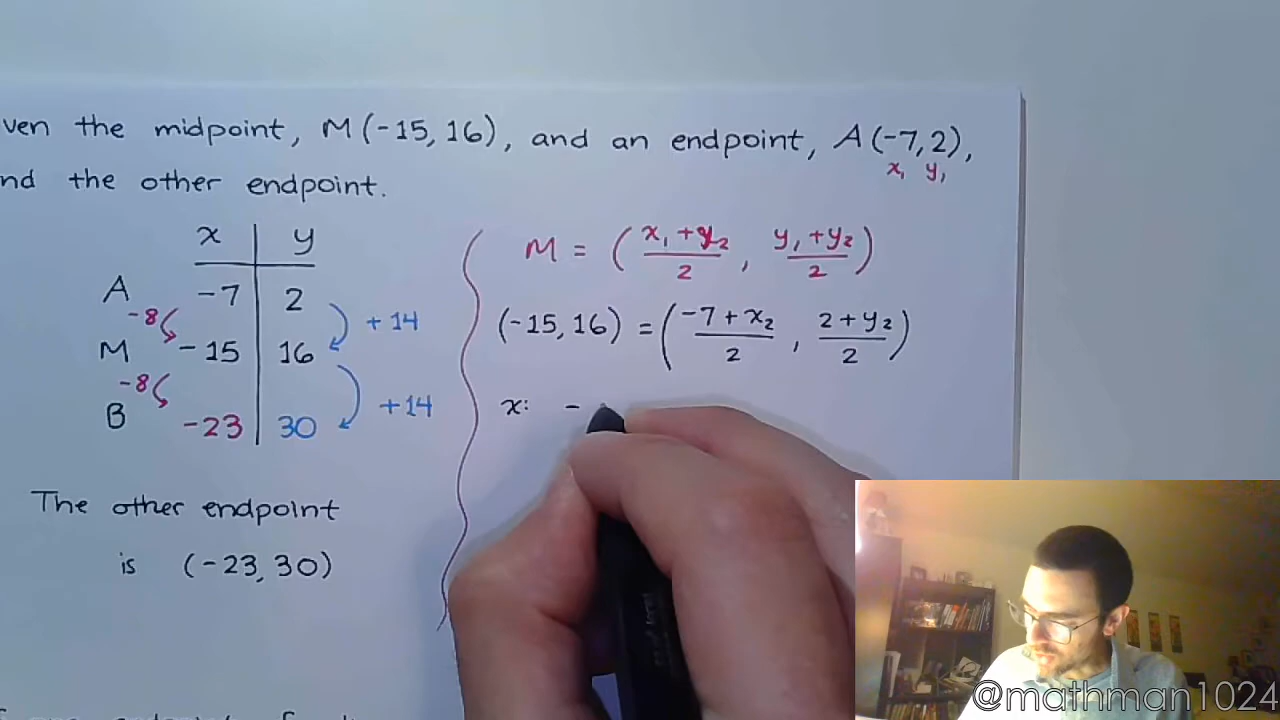 ven the midpoint, M(-15, 16), and an endpoint, A(-7, 2),
x₁ y₁
nd the other endpoint.
x y
A -7 2
-8 +14
M -15 16
-8 +14
B -23 30
The other endpoint
is (-23, 30)
M = (x₁ + y₂/2, y₁ + y₂/2)
(-15, 16) = (-7 + x₂/2, 2 + y₂/2)
x: -
@mathman1024